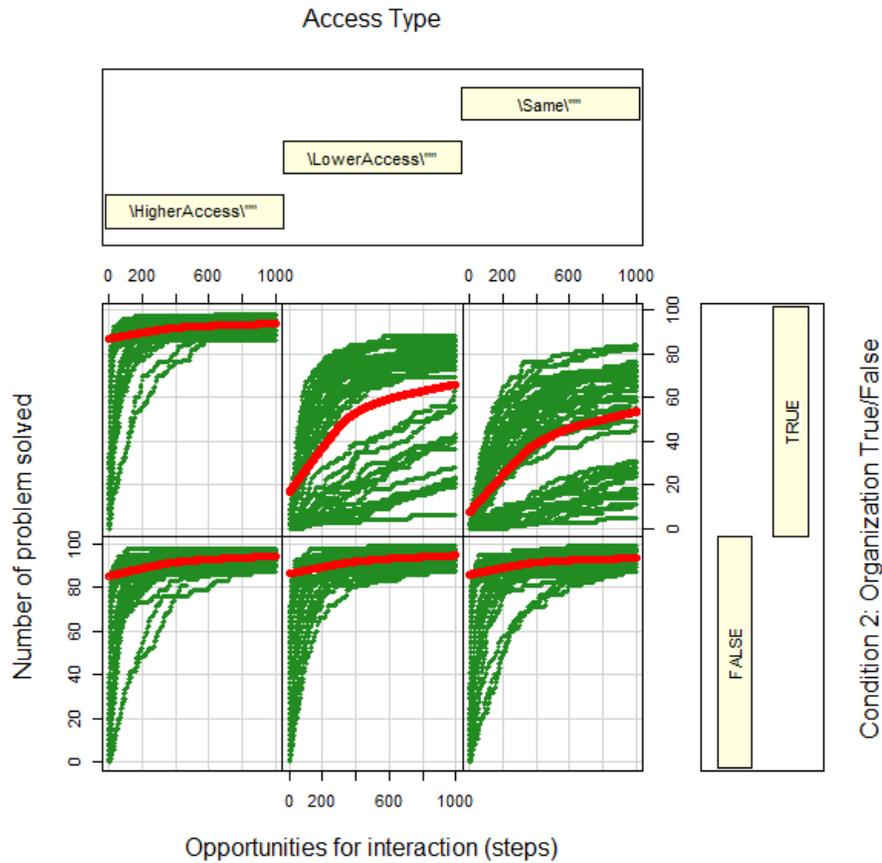 Access Type
\Same\"""
\LowerAccess\"""
\HigherAccess\"""
0 200 600 1000 0 200 600 1000
0 20 40 60 80 100
TRUE
FALSE
Condition 2: Organization True/False
Number of problem solved
0 20 40 60 80 100
0 200 600 1000
Opportunities for interaction (steps)